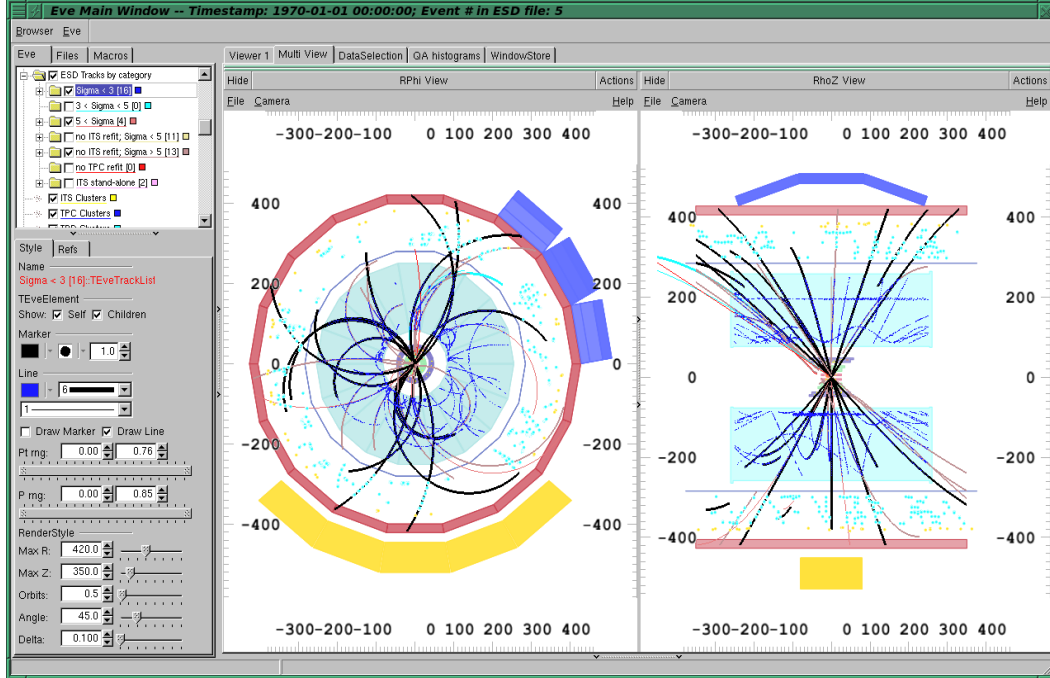 Eve Main Window -- Timestamp: 1970-01-01 00:00:00; Event # in ESD file: 5
Browser Eve
Eve Files Macros
ESD Tracks by category
Sigma < 3 [16]
3 < Sigma < 5 [0]
5 < Sigma [4]
no ITS refit; Sigma < 5 [11]
no ITS refit; Sigma > 5 [13]
no TPC refit [0]
ITS stand-alone [2]
ITS Clusters
TPC Clusters
Style Refs
Name
Sigma < 3 [16]::TEveTrackList
TEveElement
Show: Self Children
Marker
1.0
Line
6
1
Draw Marker Draw Line
Pt rng: 0.00 0.76
P rng: 0.00 0.85
RenderStyle
Max R: 420.0
Max Z: 350.0
Orbits: 0.5
Angle: 45.0
Delta: 0.100
Viewer 1 Multi View DataSelection QA histograms WindowStore
Hide RPhi View Actions
File Camera Help
-300 -200 -100 0 100 200 300 400
400 400
200 200
0 0
-200 -200
-400 -400
-300 -200 -100 0 100 200 300 400
Hide RhoZ View Actions
File Camera Help
-300 -200 -100 0 100 200 300 400
400 400
200 200
0 0
-200 -200
-400 -400
-300 -200 -100 0 100 200 300 400